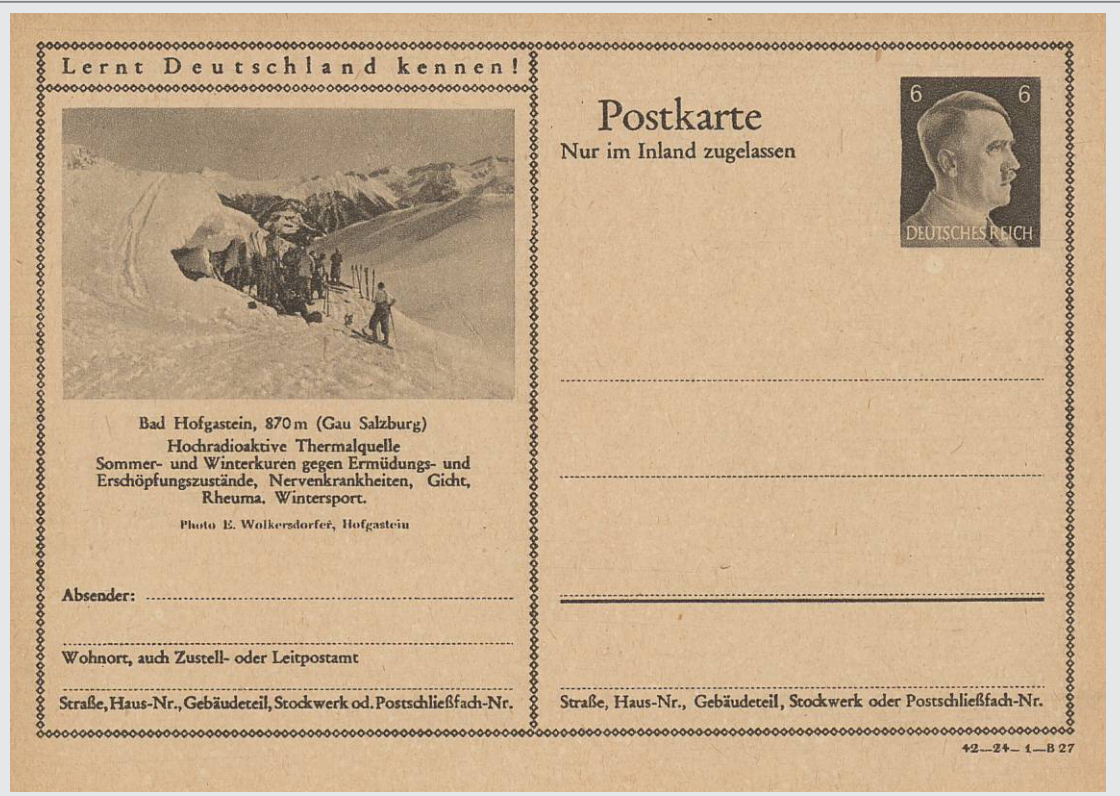 Lernt Deutschland kennen!
Bad Hofgastein, 870 m (Gau Salzburg)
Hochradioaktive Thermalquelle
Sommer- und Winterkuren gegen Ermüdungs- und
Erschöpfungszustände, Nervenkrankheiten, Gicht,
Rheuma. Wintersport.
Photo E. Wolkersdorfer, Hofgastein
Absender:
Wohnort, auch Zustell- oder Leitpostamt
Straße, Haus-Nr., Gebäudeteil, Stockwerk od. Postschließfach-Nr.
Postkarte
Nur im Inland zugelassen
6 6
DEUTSCHES REICH
Straße, Haus-Nr., Gebäudeteil, Stockwerk oder Postschließfach-Nr.
42—24— 1—B 27